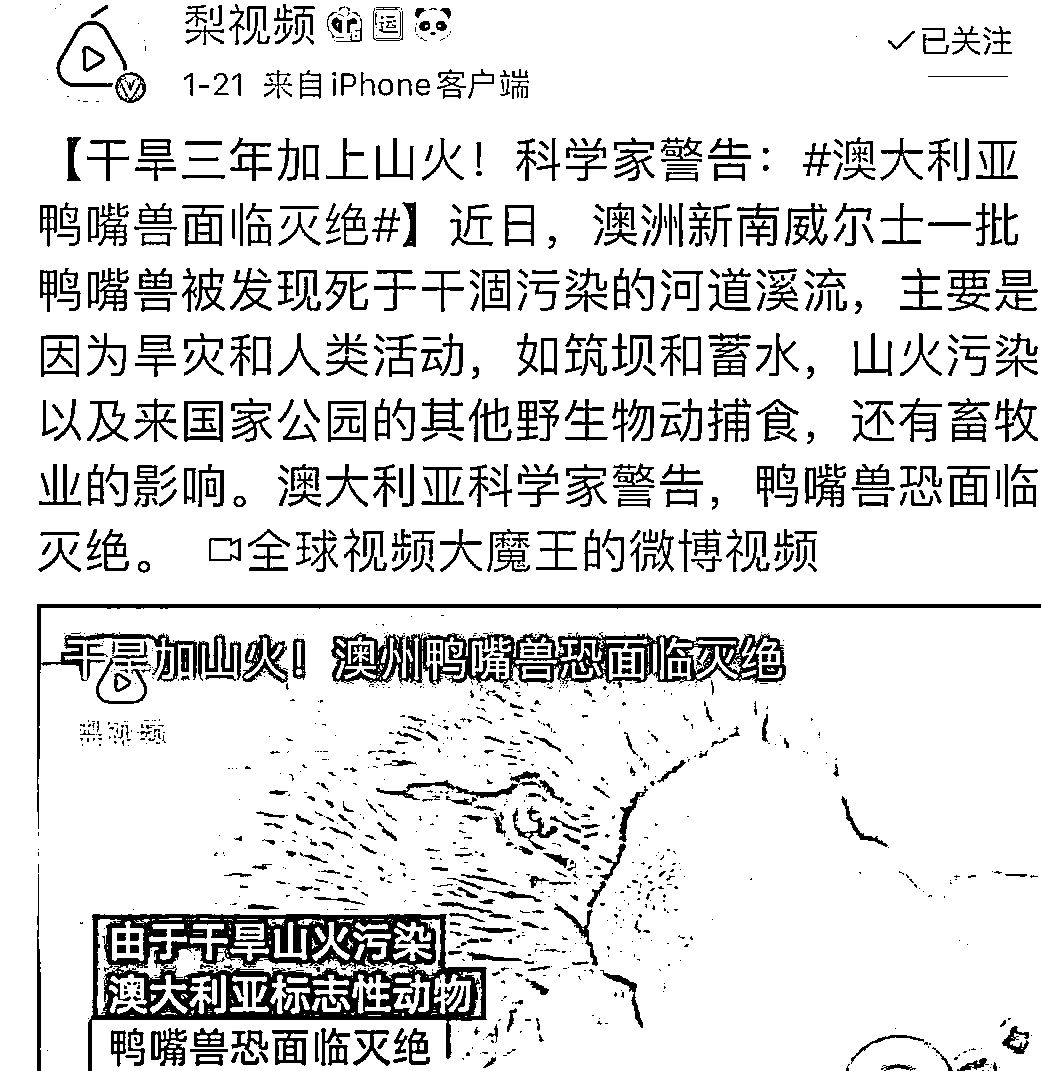 梨视频
运
✓已关注
1-21 来自iPhone客户端
【干旱三年加上山火！科学家警告：#澳大利亚
鸭嘴兽面临灭绝#】近日，澳洲新南威尔士一批
鸭嘴兽被发现死于干涸污染的河道溪流，主要是
因为旱灾和人类活动，如筑坝和蓄水，山火污染
以及来国家公园的其他野生物动捕食，还有畜牧
业的影响。澳大利亚科学家警告，鸭嘴兽恐面临
灭绝。 全球视频大魔王的微博视频
干旱加山火！澳州鸭嘴兽恐面临灭绝
梨视频
由于干旱山火污染
澳大利亚标志性动物
鸭嘴兽恐面临灭绝